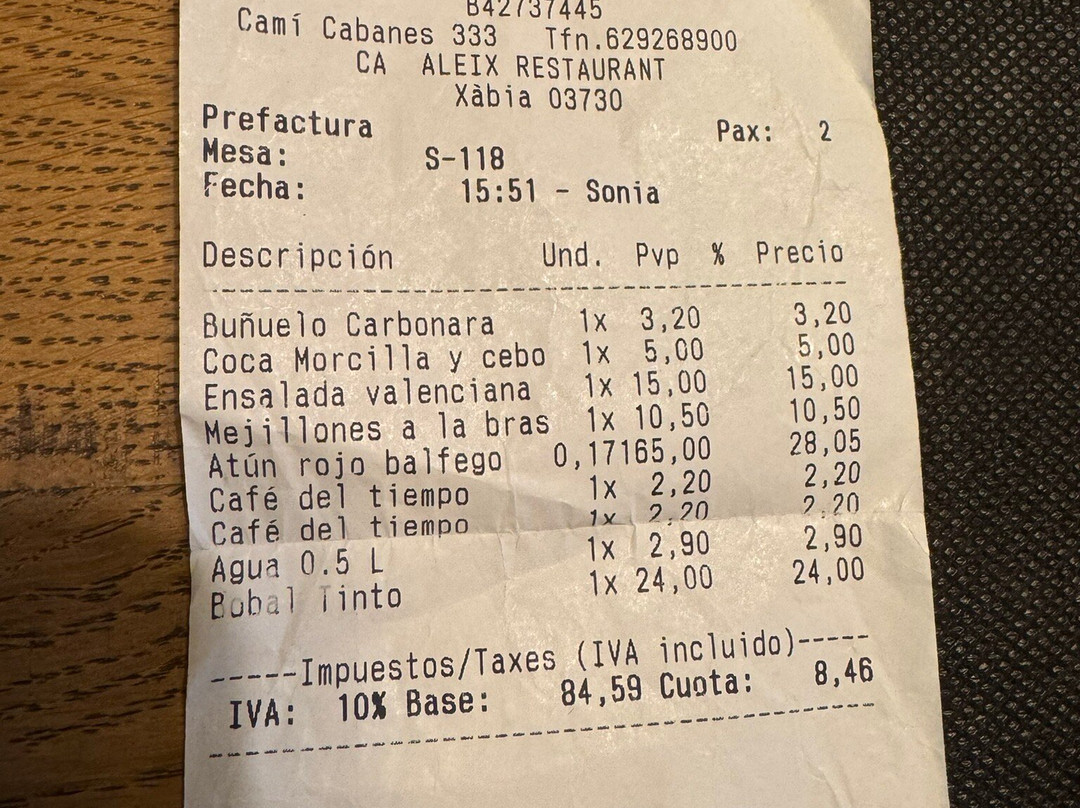 B42737445
Camí Cabanes 333 Tfn.629268900
CA ALEIX RESTAURANT
Xàbia 03730
Prefactura Pax: 2
Mesa: S-118
Fecha: 15:51 - Sonia
Descripción Und. Pvp % Precio
Buñuelo Carbonara 1x 3,20 3,20
Coca Morcilla y cebo 1x 5,00 5,00
Ensalada valenciana 1x 15,00 15,00
Mejillones a la bras 1x 10,50 10,50
Atún rojo balfego 0,17165,00 28,05
Café del tiempo 1x 2,20 2,20
Café del tiempo 1x 2,20 2,20
Agua 0.5 L 1x 2,90 2,90
Bobal Tinto 1x 24,00 24,00
-----Impuestos/Taxes (IVA incluido)-----
IVA: 10% Base: 84,59 Cuota: 8,46